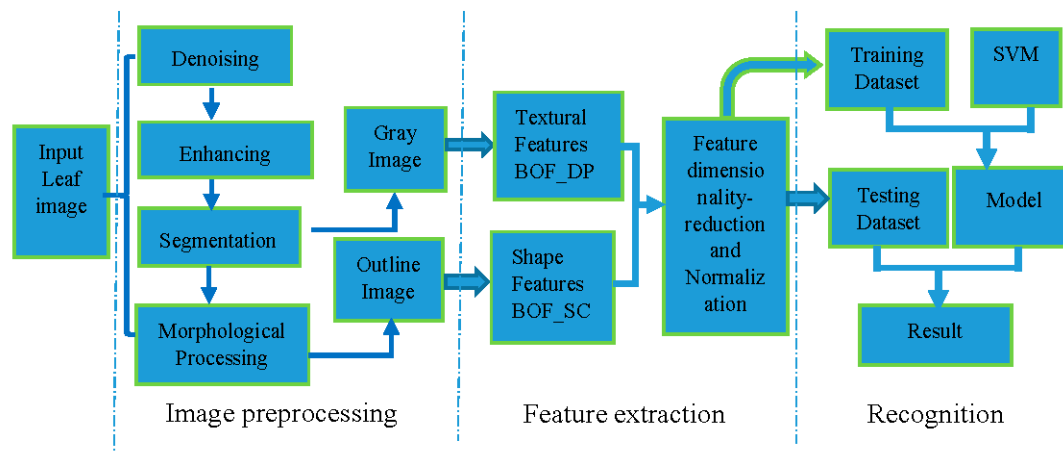 Input
Leaf
image
Denoising
Enhancing
Segmentation
Morphological
Processing
Gray
Image
Outline
Image
Image preprocessing
Textural
Features
BOF_DP
Shape
Features
BOF_SC
Feature
dimensio
nality-
reduction
and
Normaliz
ation
Feature extraction
Training
Dataset
SVM
Testing
Dataset
Model
Result
Recognition